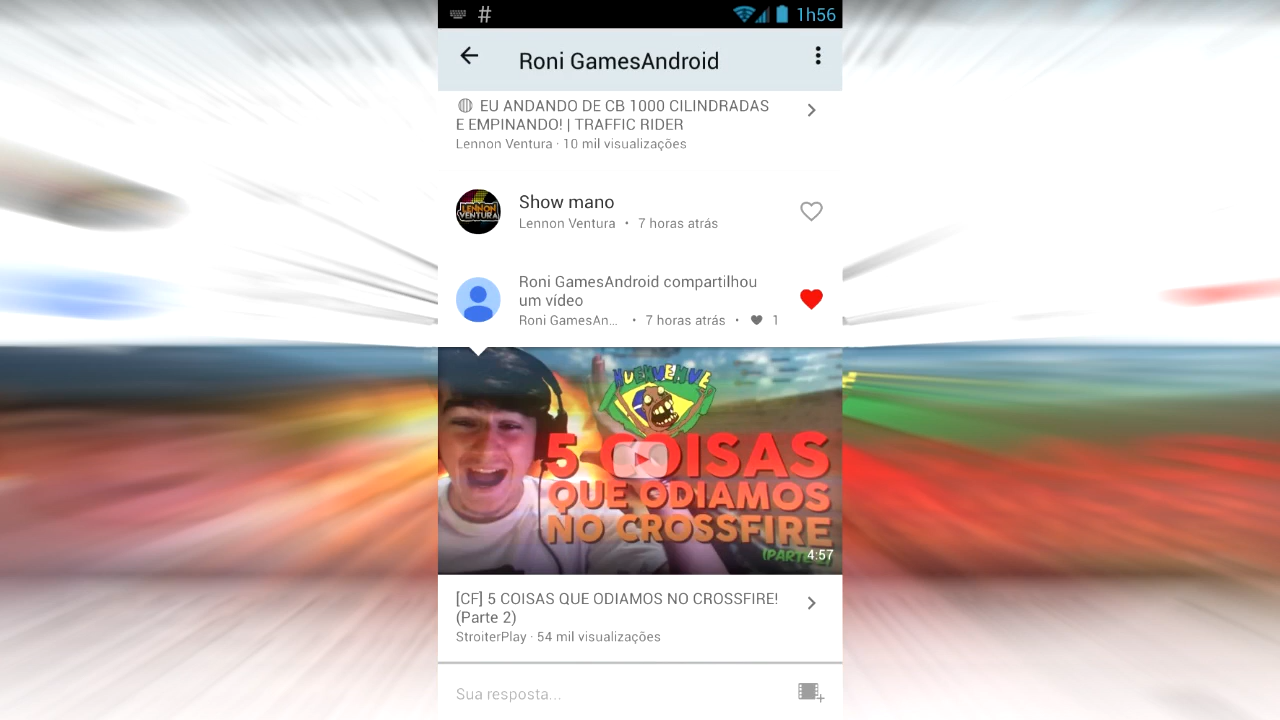 # 1h56
Roni GamesAndroid
EU ANDANDO DE CB 1000 CILINDRADAS
E EMPINANDO! | TRAFFIC RIDER
Lennon Ventura · 10 mil visualizações
LENNON
VENTURA
Show mano
Lennon Ventura • 7 horas atrás
Roni GamesAndroid compartilhou
um vídeo
Roni GamesAn... • 7 horas atrás • 1
HUEHUEHUE
5 COISAS
QUE ODIAMOS
NO CROSSFIRE
4:57
[CF] 5 COISAS QUE ODIAMOS NO CROSSFIRE!
(Parte 2)
StroiterPlay · 54 mil visualizações
Sua resposta...